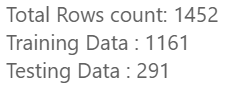 Total Rows count: 1452
Training Data : 1161
Testing Data : 291